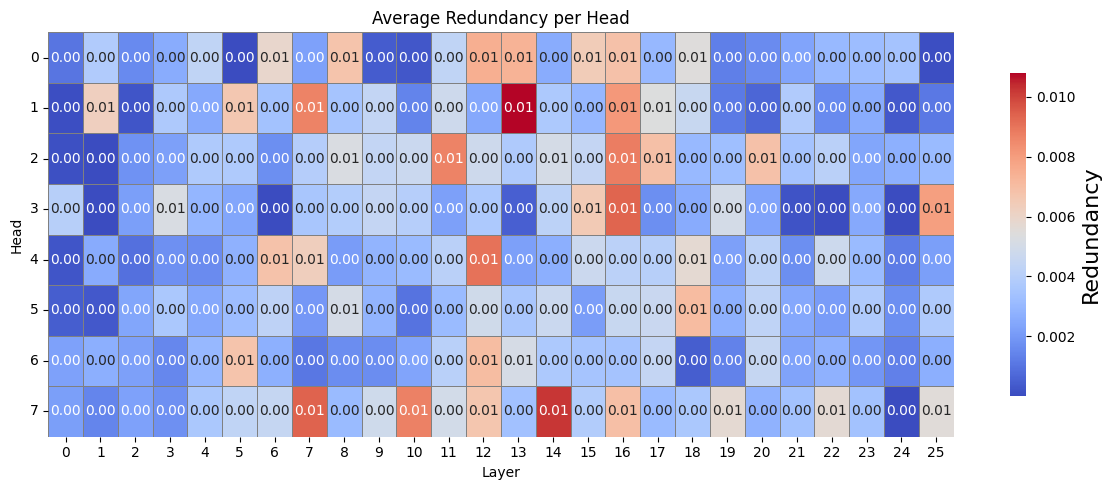 Average Redundancy per Head
0 0.00 0.00 0.00 0.00 0.00 0.00 0.01 0.00 0.01 0.00 0.00 0.00 0.01 0.01 0.00 0.01 0.01 0.00 0.01 0.00 0.00 0.00 0.00 0.00 0.00 0.00
1 0.00 0.01 0.00 0.00 0.00 0.01 0.00 0.01 0.00 0.00 0.00 0.00 0.00 0.01 0.00 0.00 0.01 0.01 0.00 0.00 0.00 0.00 0.00 0.00 0.00 0.00
2 0.00 0.00 0.00 0.00 0.00 0.00 0.00 0.00 0.01 0.00 0.00 0.01 0.00 0.00 0.01 0.00 0.01 0.01 0.00 0.00 0.01 0.00 0.00 0.00 0.00 0.00
3 0.00 0.00 0.00 0.01 0.00 0.00 0.00 0.00 0.00 0.00 0.00 0.00 0.00 0.00 0.00 0.01 0.01 0.00 0.00 0.00 0.00 0.00 0.00 0.00 0.00 0.01
4 0.00 0.00 0.00 0.00 0.00 0.00 0.01 0.01 0.00 0.00 0.00 0.00 0.01 0.00 0.00 0.00 0.00 0.00 0.01 0.00 0.00 0.00 0.00 0.00 0.00 0.00
5 0.00 0.00 0.00 0.00 0.00 0.00 0.00 0.00 0.01 0.00 0.00 0.00 0.00 0.00 0.00 0.00 0.00 0.00 0.01 0.00 0.00 0.00 0.00 0.00 0.00 0.00
6 0.00 0.00 0.00 0.00 0.00 0.01 0.00 0.00 0.00 0.00 0.00 0.00 0.01 0.01 0.00 0.00 0.00 0.00 0.00 0.00 0.00 0.00 0.00 0.00 0.00 0.00
7 0.00 0.00 0.00 0.00 0.00 0.00 0.00 0.01 0.00 0.00 0.01 0.00 0.01 0.00 0.01 0.00 0.01 0.00 0.00 0.01 0.00 0.00 0.01 0.00 0.00 0.01
Head
0 1 2 3 4 5 6 7 8 9 10 11 12 13 14 15 16 17 18 19 20 21 22 23 24 25
Layer
0.010
0.008
0.006
0.004
0.002
Redundancy